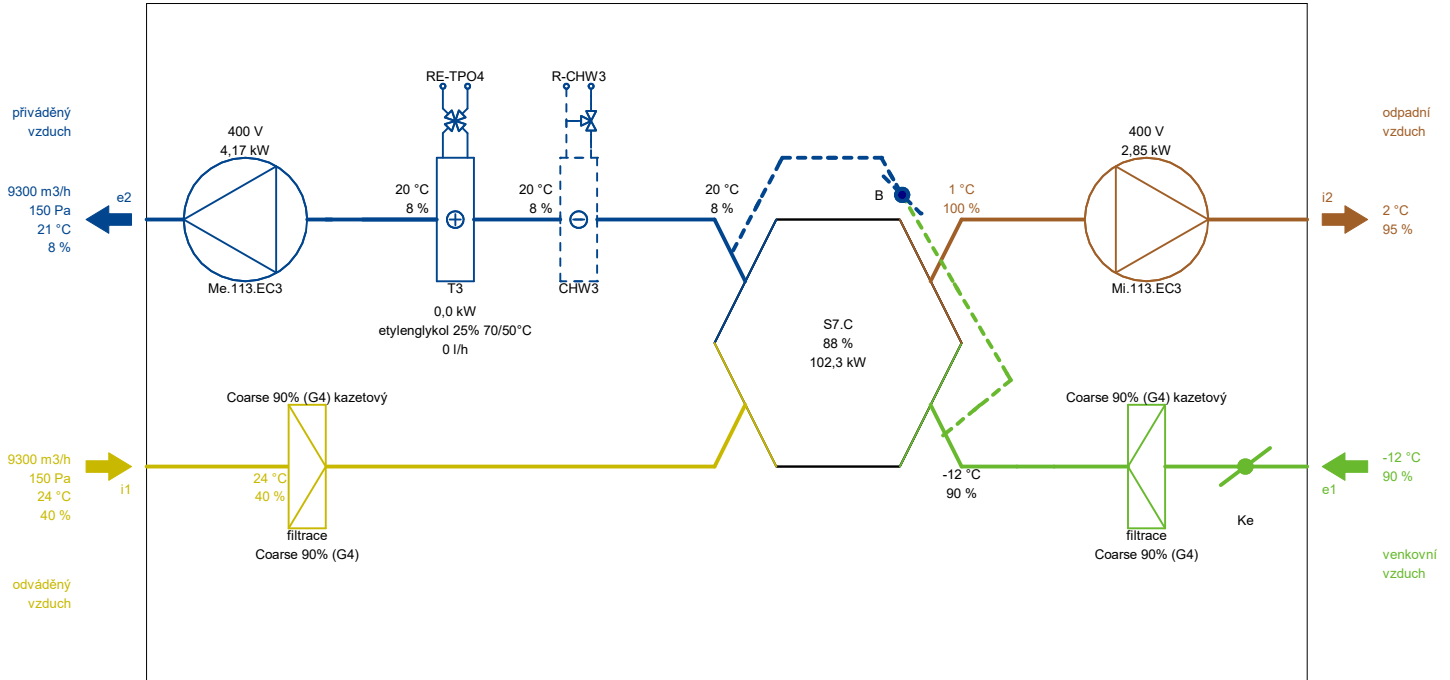 RE-TPO4
R-CHW3
přiváděný
vzduch
400 V
4,17 kW
9300 m3/h
150 Pa
21 °C
8 %
e2
20 °C
8 %
20 °C
8 %
20 °C
8 %
B
1 °C
100 %
400 V
2,85 kW
odpadní
vzduch
i2
2 °C
95 %
Me.113.EC3
T3
0,0 kW
etylenglykol 25% 70/50°C
0 l/h
CHW3
S7.C
88 %
102,3 kW
Mi.113.EC3
Coarse 90% (G4) kazetový
9300 m3/h
150 Pa
24 °C
40 %
i1
24 °C
40 %
filtrace
Coarse 90% (G4)
odváděný
vzduch
-12 °C
90 %
Coarse 90% (G4) kazetový
filtrace
Coarse 90% (G4)
Ke
-12 °C
90 %
e1
venkovní
vzduch